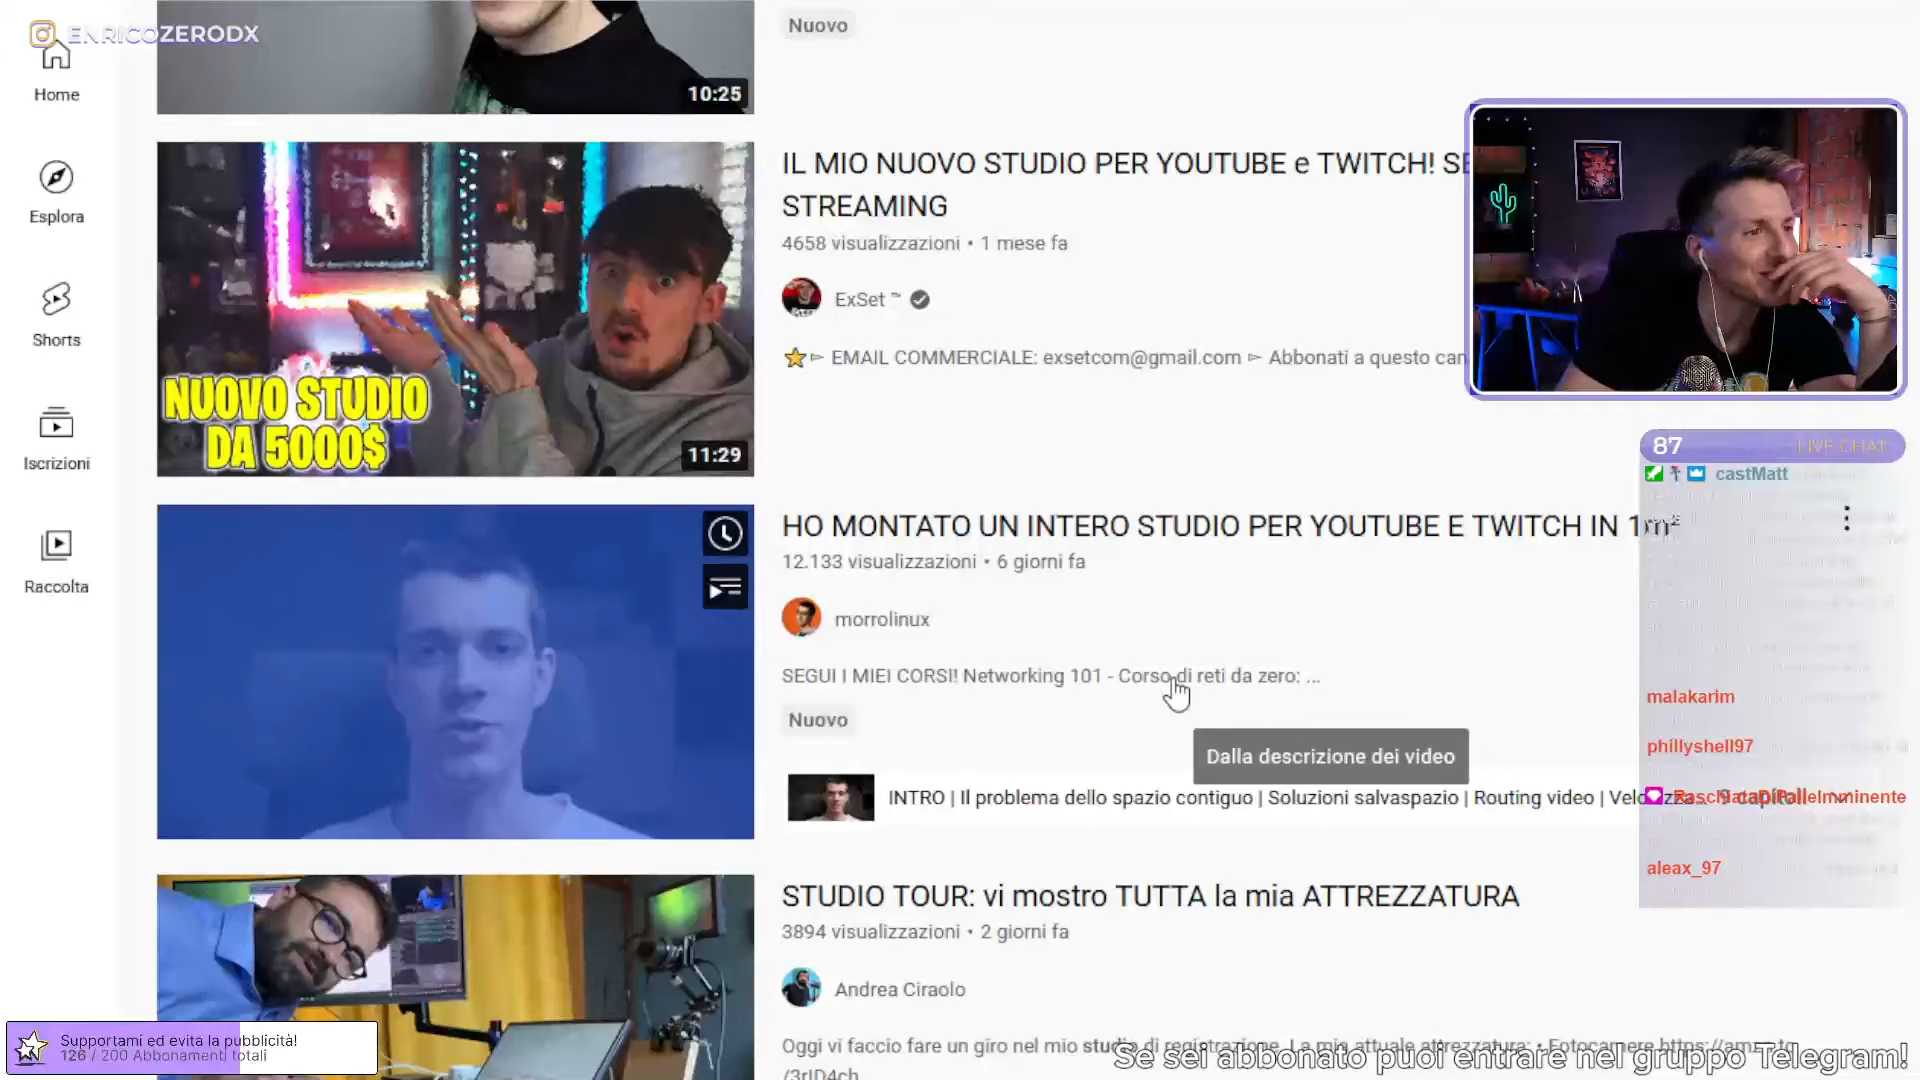 ENRICOZERODX
Home
Esplora
Shorts
Iscrizioni
Raccolta
10:25
Nuovo
NUOVO STUDIO
DA 5000$
11:29
IL MIO NUOVO STUDIO PER YOUTUBE e TWITCH! SE
STREAMING
4658 visualizzazioni • 1 mese fa
ExSet ™
⭐▻ EMAIL COMMERCIALE: exsetcom@gmail.com ▻ Abbonati a questo can
HO MONTATO UN INTERO STUDIO PER YOUTUBE E TWITCH IN 1m²
12.133 visualizzazioni • 6 giorni fa
morrolinux
SEGUI I MIEI CORSI! Networking 101 - Corso di reti da zero: ...
Nuovo
Dalla descrizione dei video
INTRO | Il problema dello spazio contiguo | Soluzioni salvaspazio | Routing video | 9 capitoli
STUDIO TOUR: vi mostro TUTTA la mia ATTREZZATURA
3894 visualizzazioni • 2 giorni fa
Andrea Ciraolo
Oggi vi faccio fare un giro nel mio studio di registrazione. La mia attuale attrezzatura: • Fotocamere https://amz
/3rID4ch
87
LIVE CHAT
castMatt
malakarim
phillyshell97
aleax_97
Supportami ed evita la pubblicità!
126 / 200 Abbonamenti totali
Se sei abbonato puoi entrare nel gruppo Telegram!